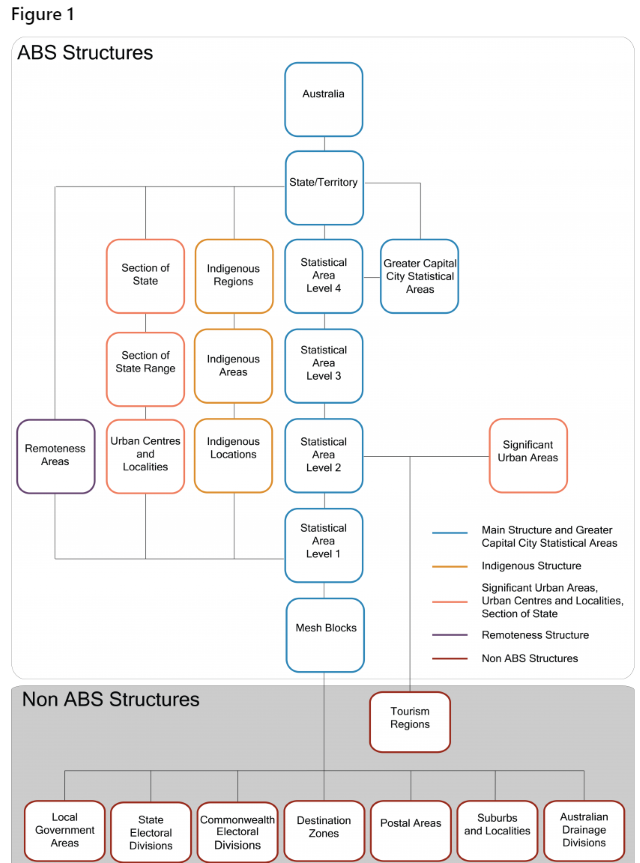 Figure 1
ABS Structures
Australia
State/Territory
Section of
State
Indigenous
Regions
Statistical
Area
Level 4
Greater Capital
City Statistical
Areas
Section of
State Range
Indigenous
Areas
Statistical
Area
Level 3
Remoteness
Areas
Urban Centres
and
Localities
Indigenous
Locations
Statistical
Area
Level 2
Significant
Urban Areas
Statistical
Area
Level 1
Mesh Blocks
Main Structure and Greater
Capital City Statistical Areas
Indigenous Structure
Significant Urban Areas,
Urban Centres and Localities,
Section of State
Remoteness Structure
Non ABS Structures
Non ABS Structures
Tourism
Regions
Local
Government
Areas
State
Electoral
Divisions
Commonwealth
Electoral
Divisions
Destination
Zones
Postal Areas
Suburbs
and Localities
Australian
Drainage
Divisions